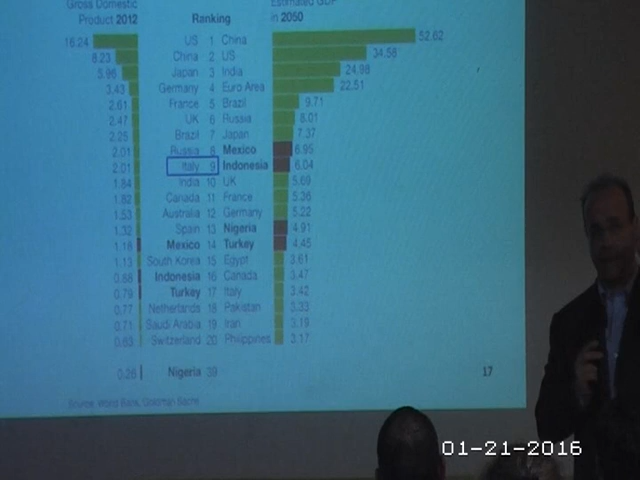 Gross Domestic Estimated GDP
Product 2012 Ranking in 2050
16.24 US 1 China 52.62
8.23 China 2 US 34.58
5.96 Japan 3 India 24.98
3.43 Germany 4 Euro Area 22.51
2.61 France 5 Brazil 9.71
2.47 UK 6 Russia 8.01
2.25 Brazil 7 Japan 7.37
2.01 Russia 8 Mexico 6.95
2.01 Italy 9 Indonesia 6.04
1.84 India 10 UK 5.69
1.82 Canada 11 France 5.36
1.53 Australia 12 Germany 5.22
1.32 Spain 13 Nigeria 4.91
1.18 Mexico 14 Turkey 4.45
1.13 South Korea 15 Egypt 3.61
0.88 Indonesia 16 Canada 3.47
0.79 Turkey 17 Italy 3.42
0.77 Netherlands 18 Pakistan 3.33
0.71 Saudi Arabia 19 Iran 3.19
0.63 Switzerland 20 Philippines 3.17
0.26 Nigeria 39
17
Source: World Bank, Goldman Sachs
01-21-2016